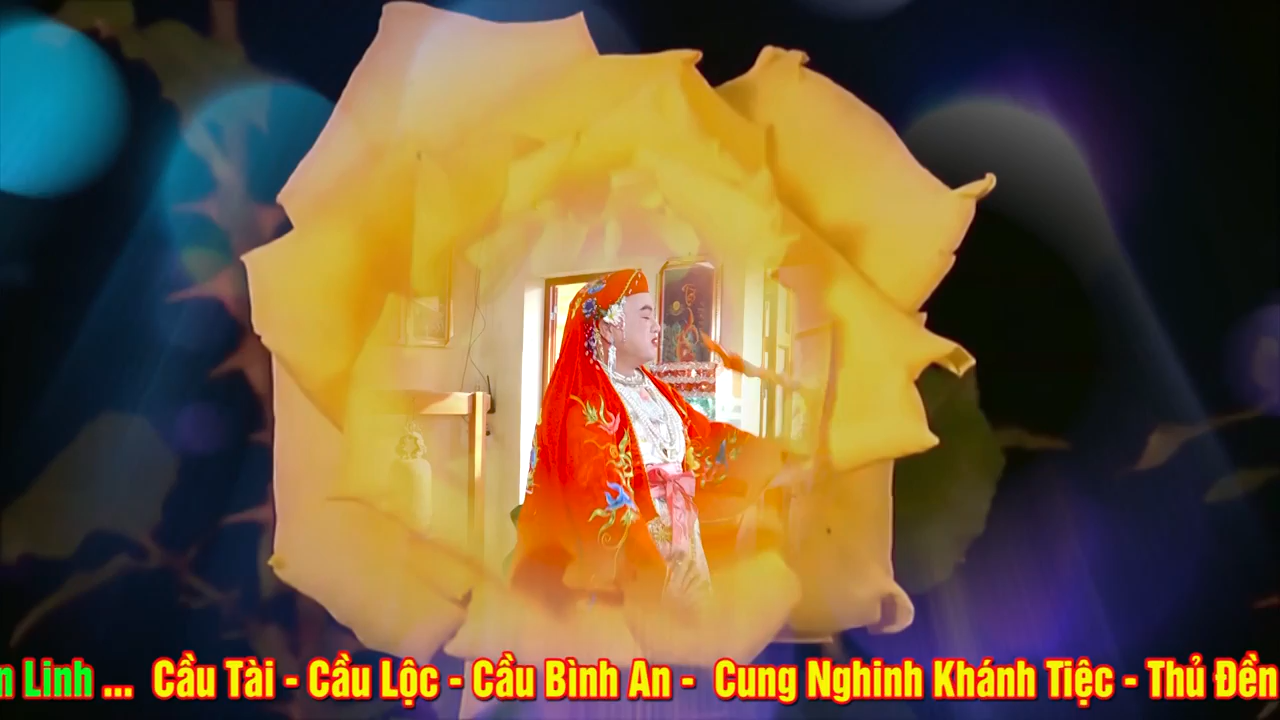 Linh ... Cầu Tài - Cầu Lộc - Cầu Bình An - Cung Nghinh Khánh Tiệc - Thủ Đền